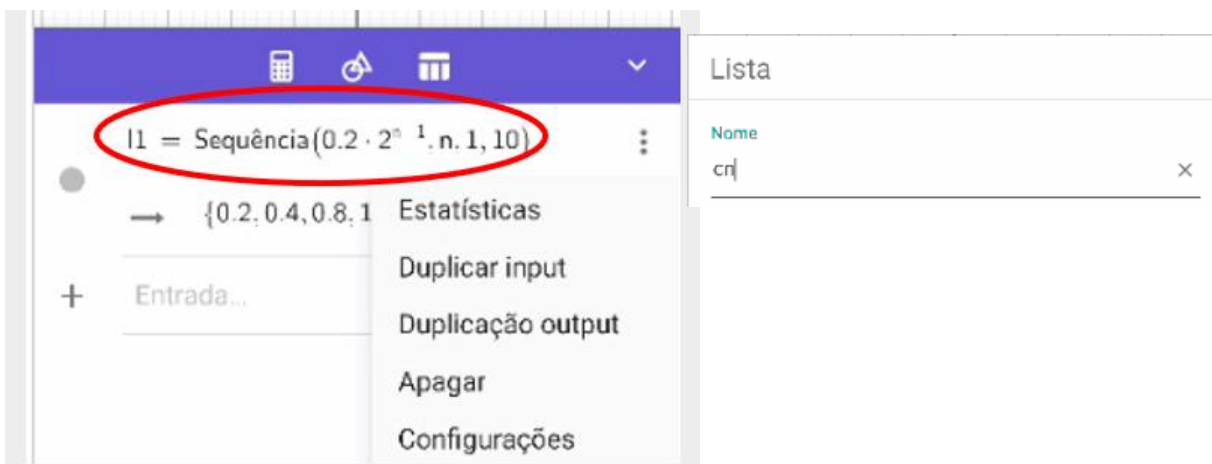 l1 = Sequência(0.2 · 2ⁿ ¹. n. 1, 10)
→ {0.2, 0.4, 0.8, 1
Estatísticas
Duplicar input
+ Entrada...
Duplicação output
Apagar
Configurações
Lista
Nome
cn
×